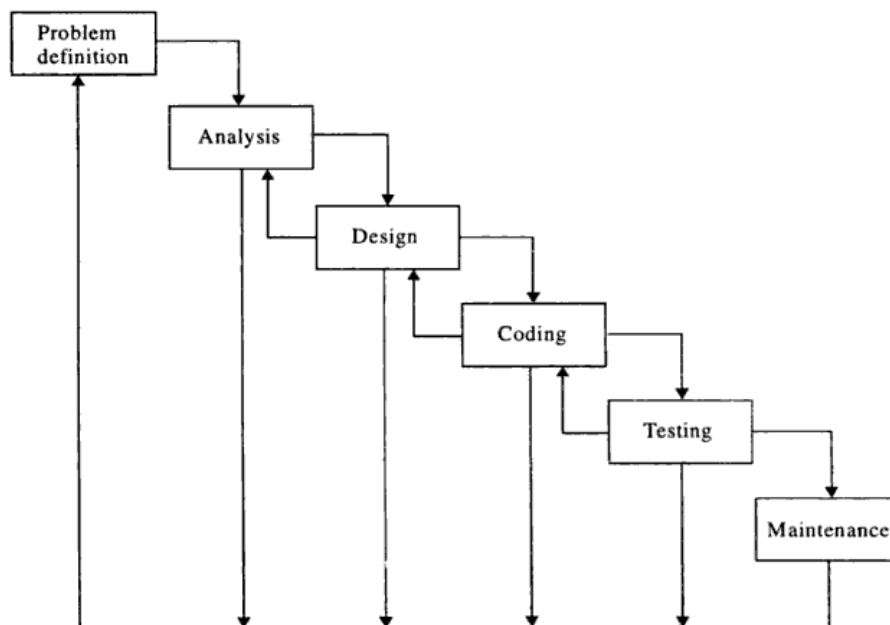 Problem
definition
Analysis
Design
Coding
Testing
Maintenance